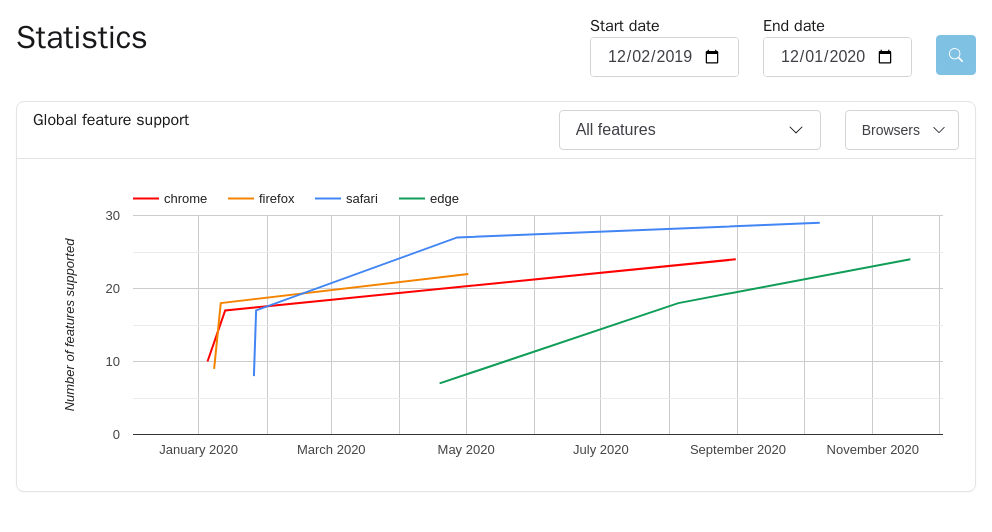 Statistics
Start date
End date
12/02/2019
12/01/2020
Global feature support
All features
Browsers
chrome
firefox
safari
edge
30
20
10
0
Number of features supported
January 2020
March 2020
May 2020
July 2020
September 2020
November 2020